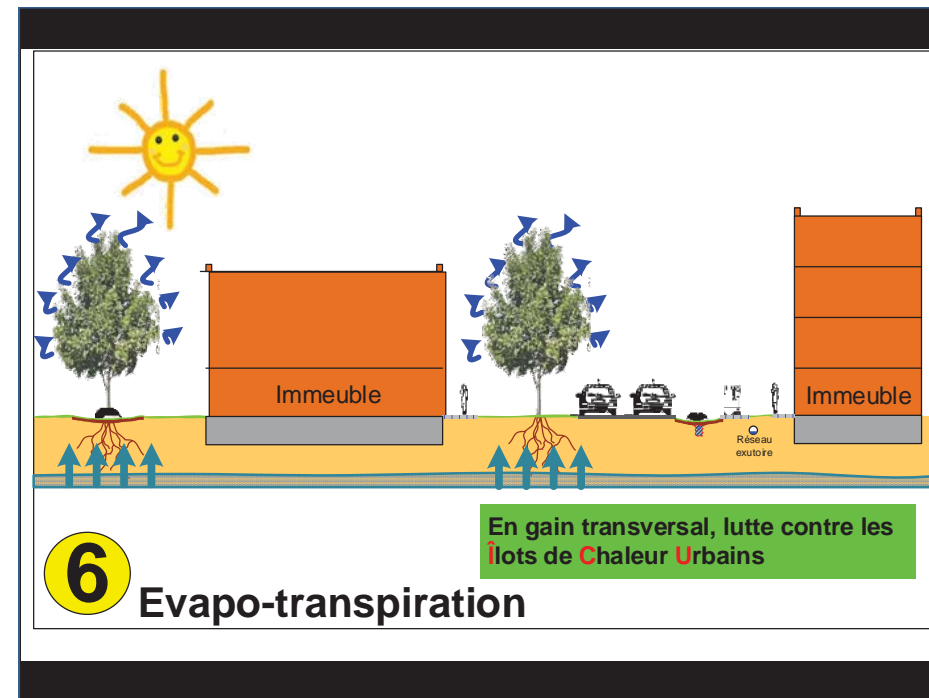 Immeuble
Immeuble
Réseau
exutoire
En gain transversal, lutte contre les
Îlots de Chaleur Urbains
6
Evapo-transpiration